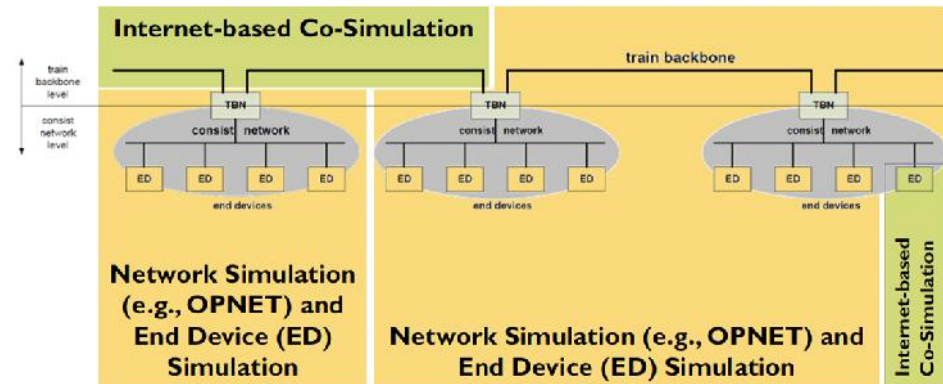 Internet-based Co-Simulation
train
backbone
level
consist
network
level
train backbone
TBN
TBN
TBN
consist network
consist network
consist network
ED ED ED ED
ED ED ED ED
ED ED ED ED
end devices
end devices
end devices
Network Simulation
(e.g., OPNET) and
End Device (ED)
Simulation
Network Simulation (e.g., OPNET) and
End Device (ED) Simulation
Internet-based
Co-Simulation